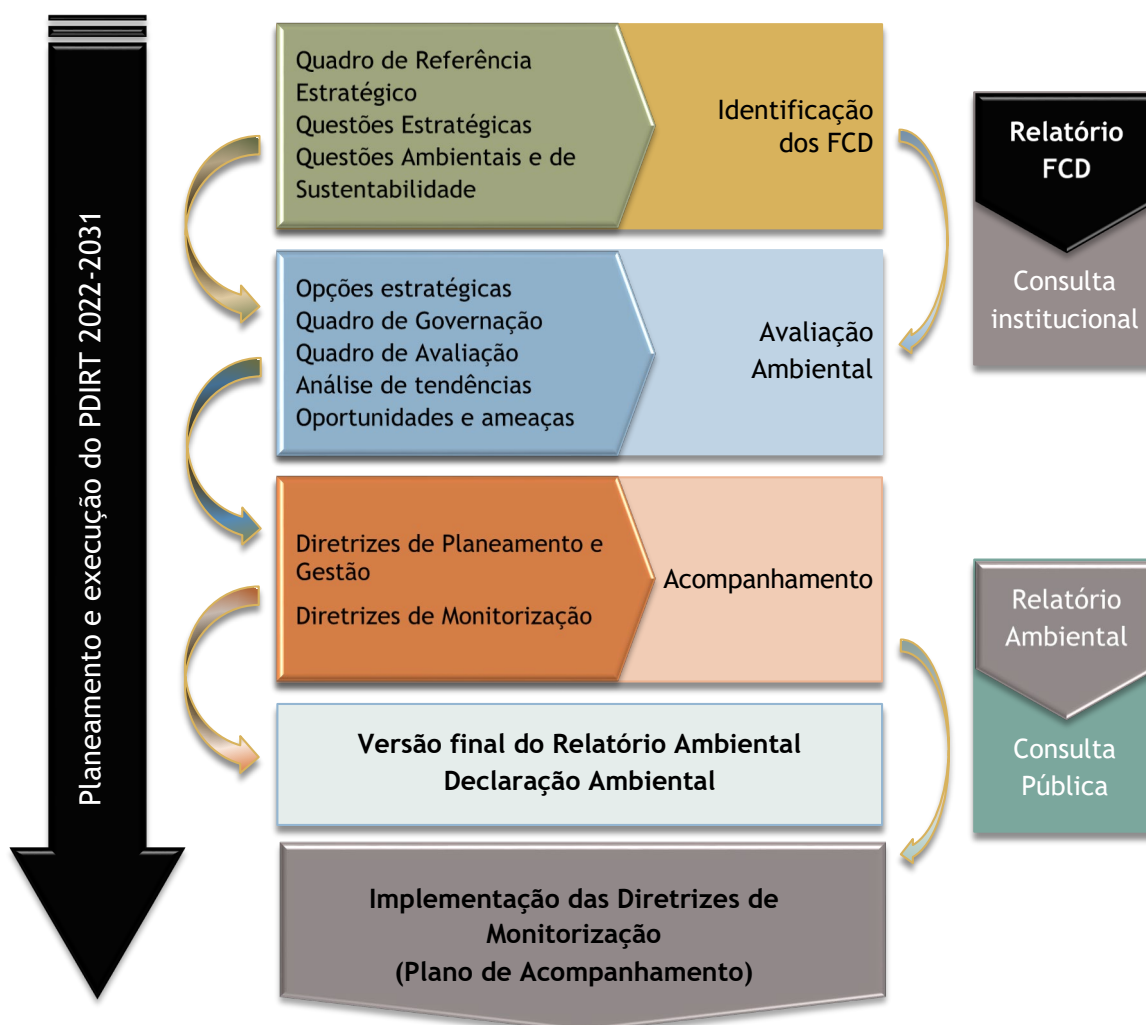 Planeamento e execução do PDIRT 2022-2031
Quadro de Referência
Estratégico
Questões Estratégicas
Questões Ambientais e de
Sustentabilidade
Identificação
dos FCD
Relatório
FCD
Consulta
institucional
Opções estratégicas
Quadro de Governação
Quadro de Avaliação
Análise de tendências
Oportunidades e ameaças
Avaliação
Ambiental
Diretrizes de Planeamento e
Gestão
Diretrizes de Monitorização
Acompanhamento
Relatório
Ambiental
Consulta
Pública
Versão final do Relatório Ambiental
Declaração Ambiental
Implementação das Diretrizes de
Monitorização
(Plano de Acompanhamento)